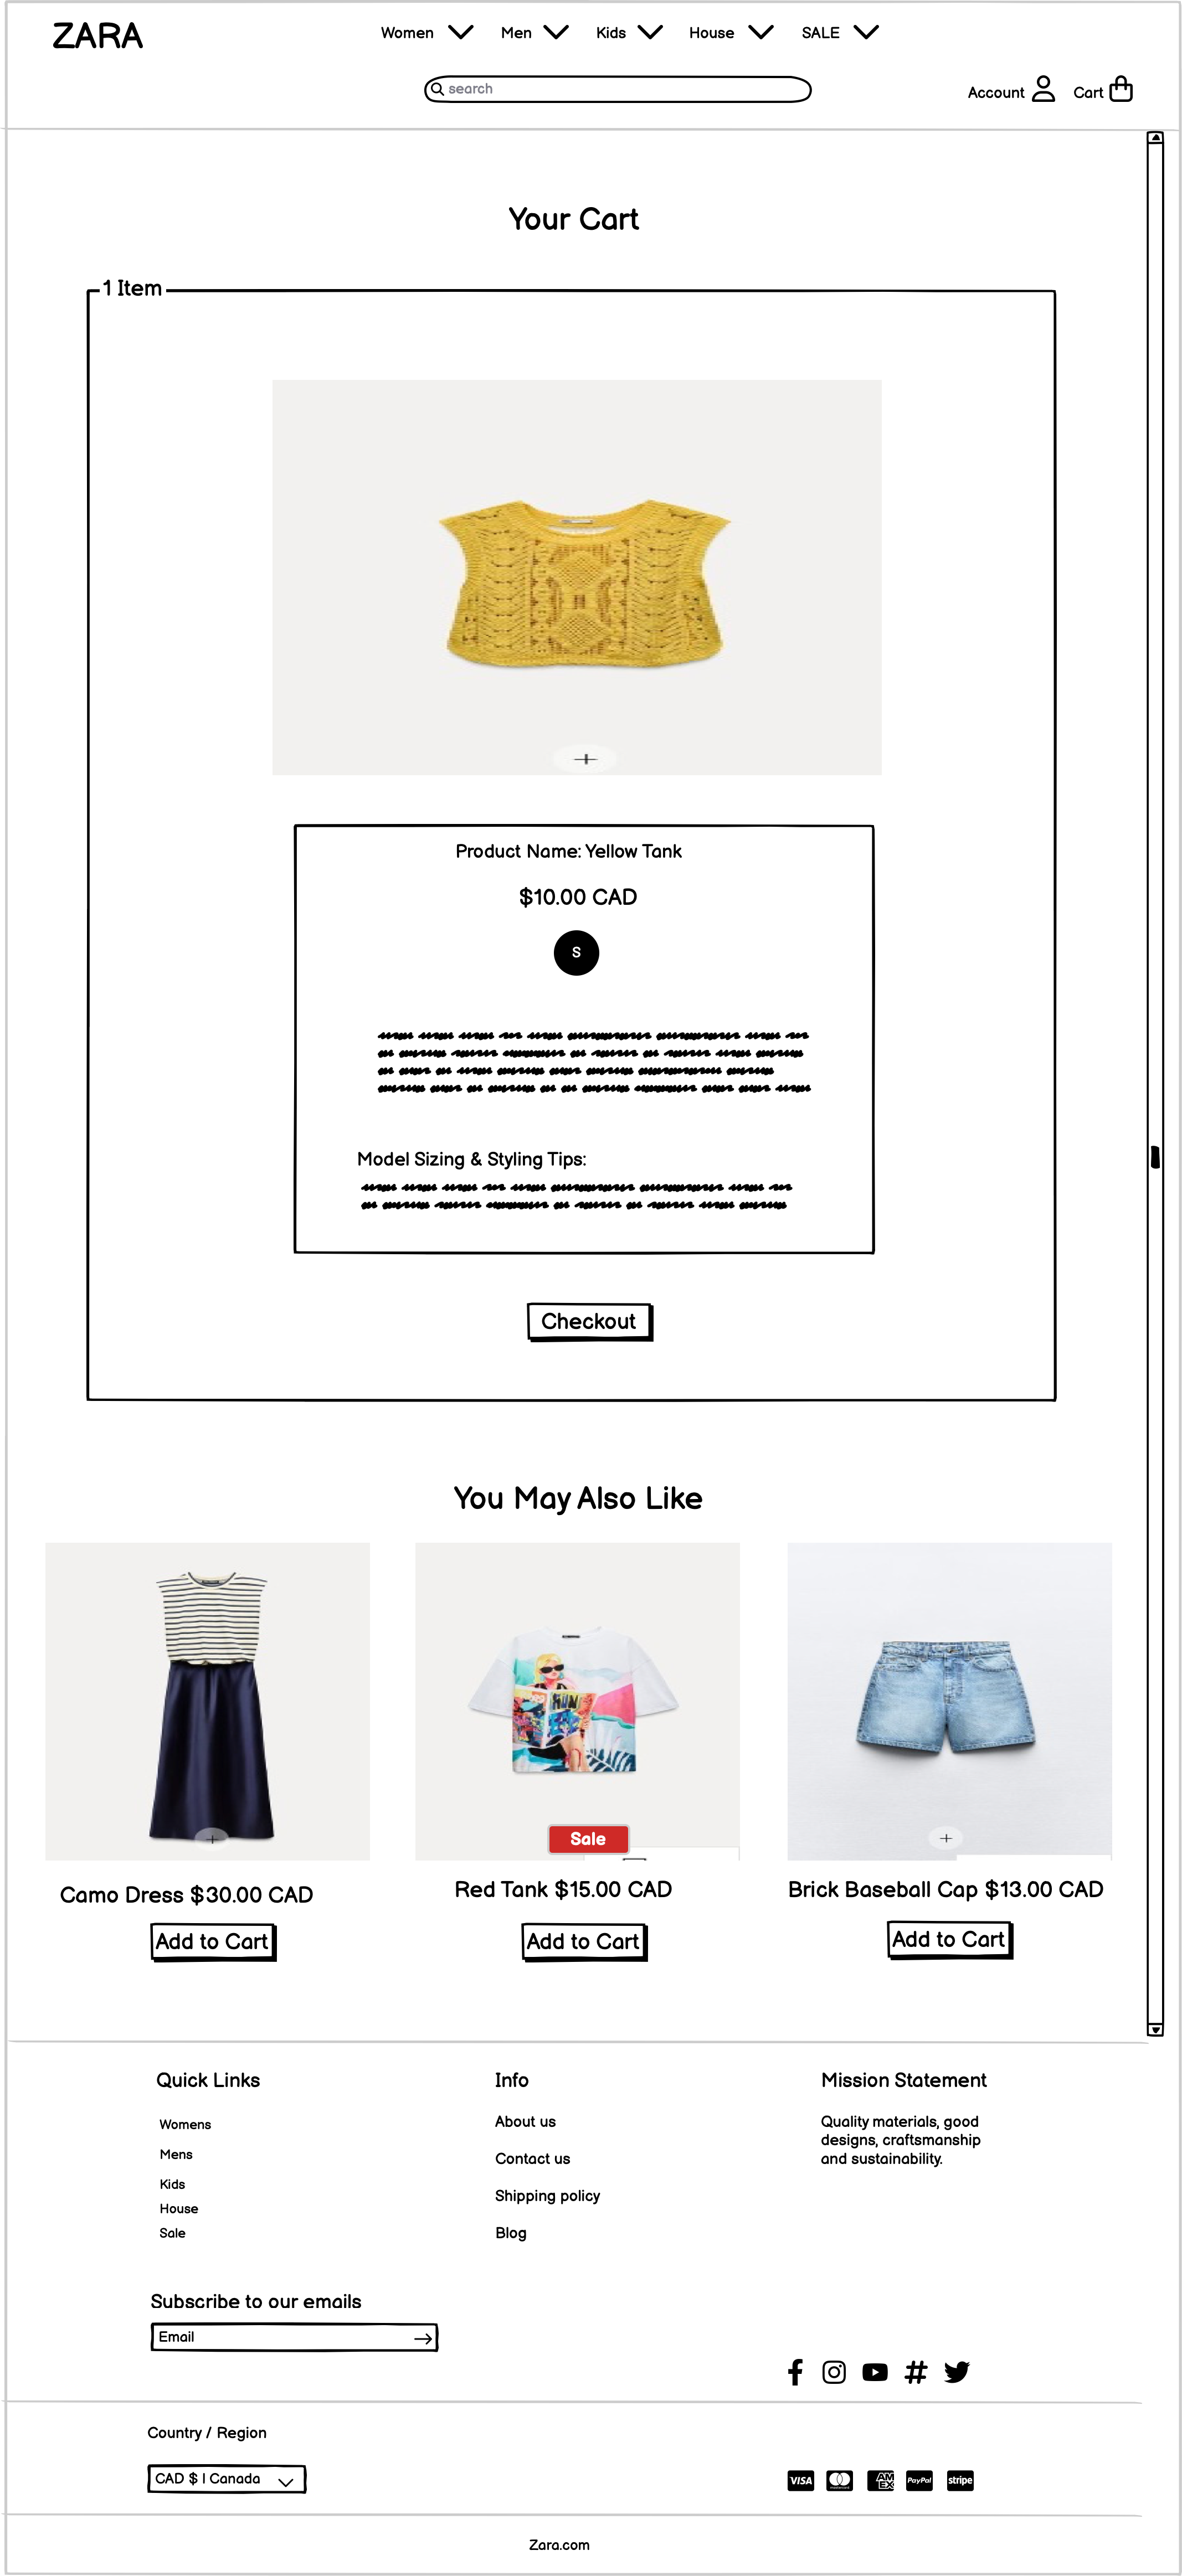 ZARA
Women Men Kids House SALE
search
Account Cart
Your Cart
1 Item
Product Name: Yellow Tank
$10.00 CAD
S
Model Sizing & Styling Tips:
Checkout
You May Also Like
Sale
Camo Dress $30.00 CAD
Red Tank $15.00 CAD
Brick Baseball Cap $13.00 CAD
Add to Cart
Add to Cart
Add to Cart
Quick Links
Womens
Mens
Kids
House
Sale
Info
About us
Contact us
Shipping policy
Blog
Mission Statement
Quality materials, good
designs, craftsmanship
and sustainability.
Subscribe to our emails
Email
Country / Region
CAD $ | Canada
VISA
AM
EX
PayPal
stripe
Zara.com